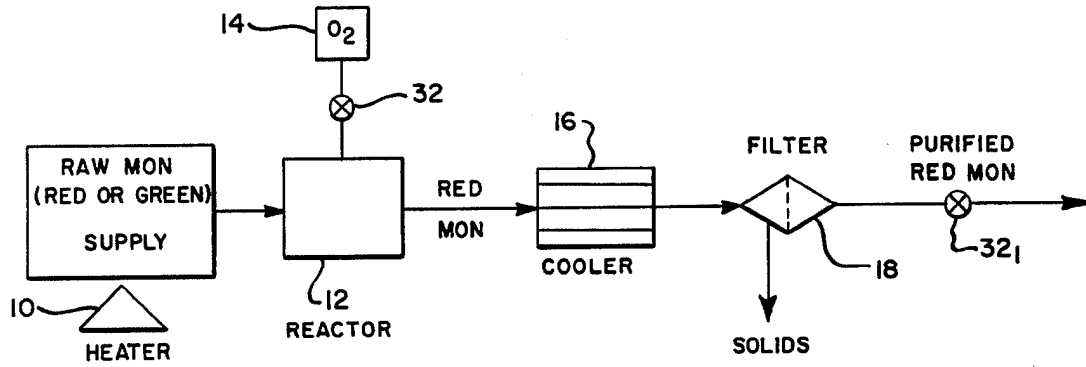 14
O2
32
RAW MON
(RED OR GREEN)
SUPPLY
10
HEATER
12
REACTOR
RED
MON
16
COOLER
FILTER
18
SOLIDS
PURIFIED
RED MON
321